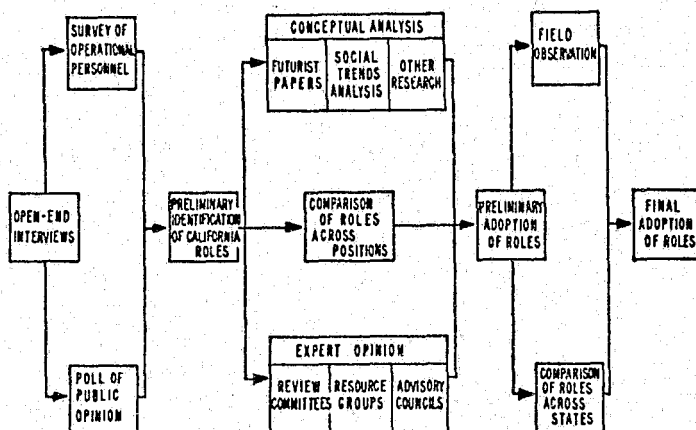 SURVEY OF
OPERATIONAL
PERSONNEL
OPEN-END
INTERVIEWS
POLL OF
PUBLIC
OPINION
PRELIMINARY
IDENTIFICATION
OF CALIFORNIA
ROLES
CONCEPTUAL ANALYSIS
FUTURIST
PAPERS
SOCIAL
TRENDS
ANALYSIS
OTHER
RESEARCH
COMPARISON
OF ROLES
ACROSS
POSITIONS
EXPERT OPINION
REVIEW
COMMITTEES
RESOURCE
GROUPS
ADVISORY
COUNCILS
PRELIMINARY
ADOPTION
OF ROLES
FIELD
OBSERVATION
COMPARISON
OF ROLES
ACROSS
STATES
FINAL
ADOPTION
OF ROLES